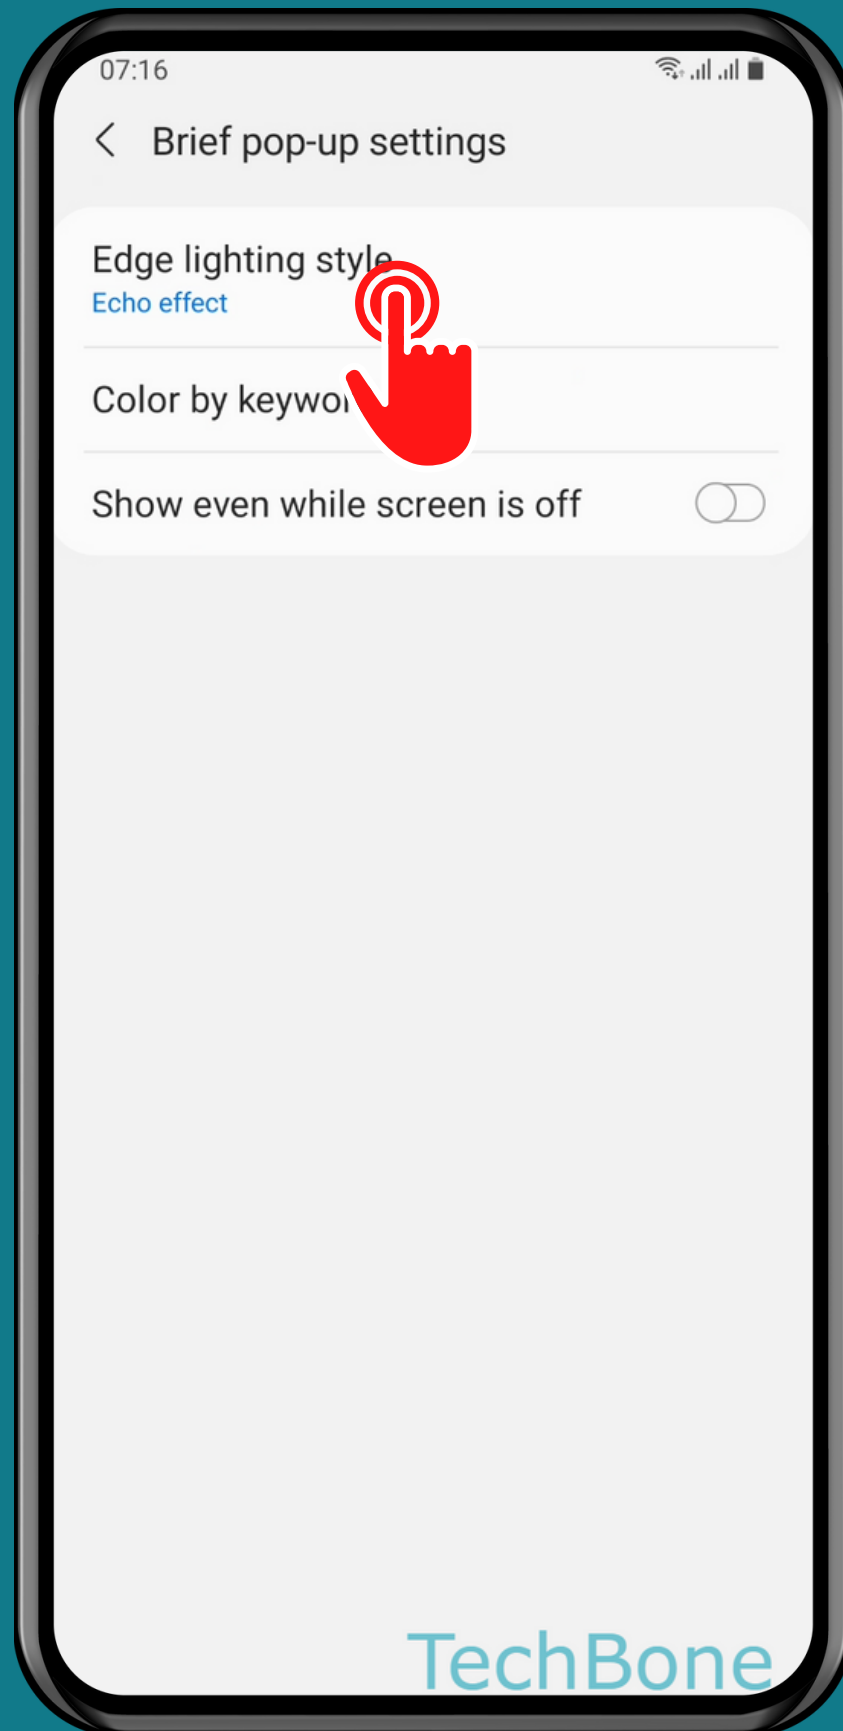 07:16
Brief pop-up settings
Edge lighting style
Echo effect
Color by
Show even while screen is off
TechBone